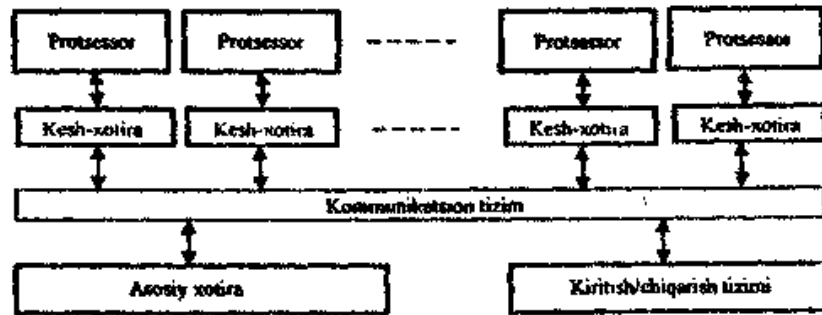 Protsessor Protsessor Protsessor Protsessor
Kesh-xotira Kesh-xotira Kesh-xotira Kesh-xotira
Kommunikatsion tizim
Asosiy xotira Kiritish/chiqarish tizimi